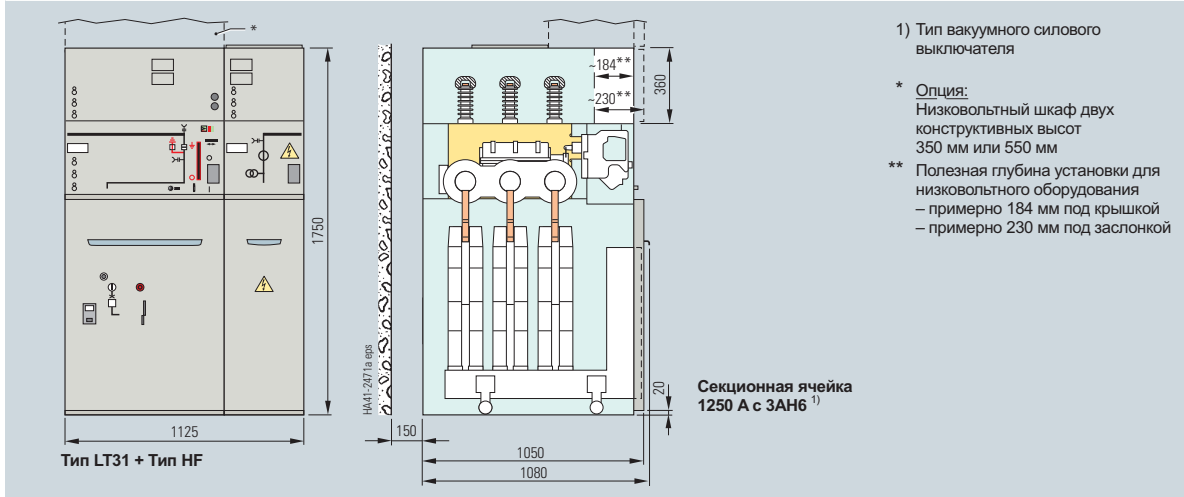 *
1750
1125
Тип LT31 + Тип HF
HA41-2471a eps
150
~184**
~230**
360
20
1050
1080
Секционная ячейка
1250 А с 3AH6 1)
1) Тип вакуумного силового
выключателя
* Опция:
Низковольтный шкаф двух
конструктивных высот
350 мм или 550 мм
** Полезная глубина установки для
низковольтного оборудования
– примерно 184 мм под крышкой
– примерно 230 мм под заслонкой